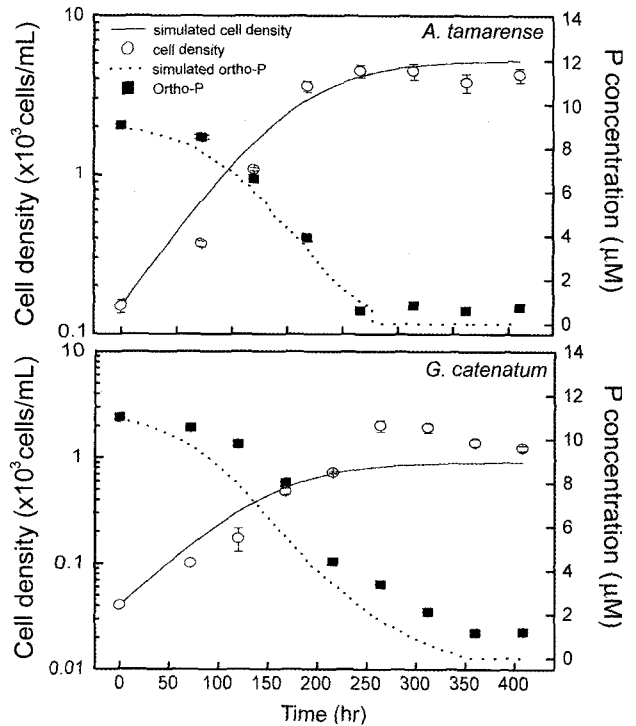 simulated cell density
cell density
simulated ortho-P
Ortho-P
A. tamarense
Cell density (×10³cells/mL)
10
1
0.1
P concentration (μM)
14
12
10
8
6
4
2
0
G. catenatum
Cell density (×10³cells/mL)
10
1
0.1
0.01
P concentration (μM)
14
12
10
8
6
4
2
0
0 50 100 150 200 250 300 350 400
Time (hr)